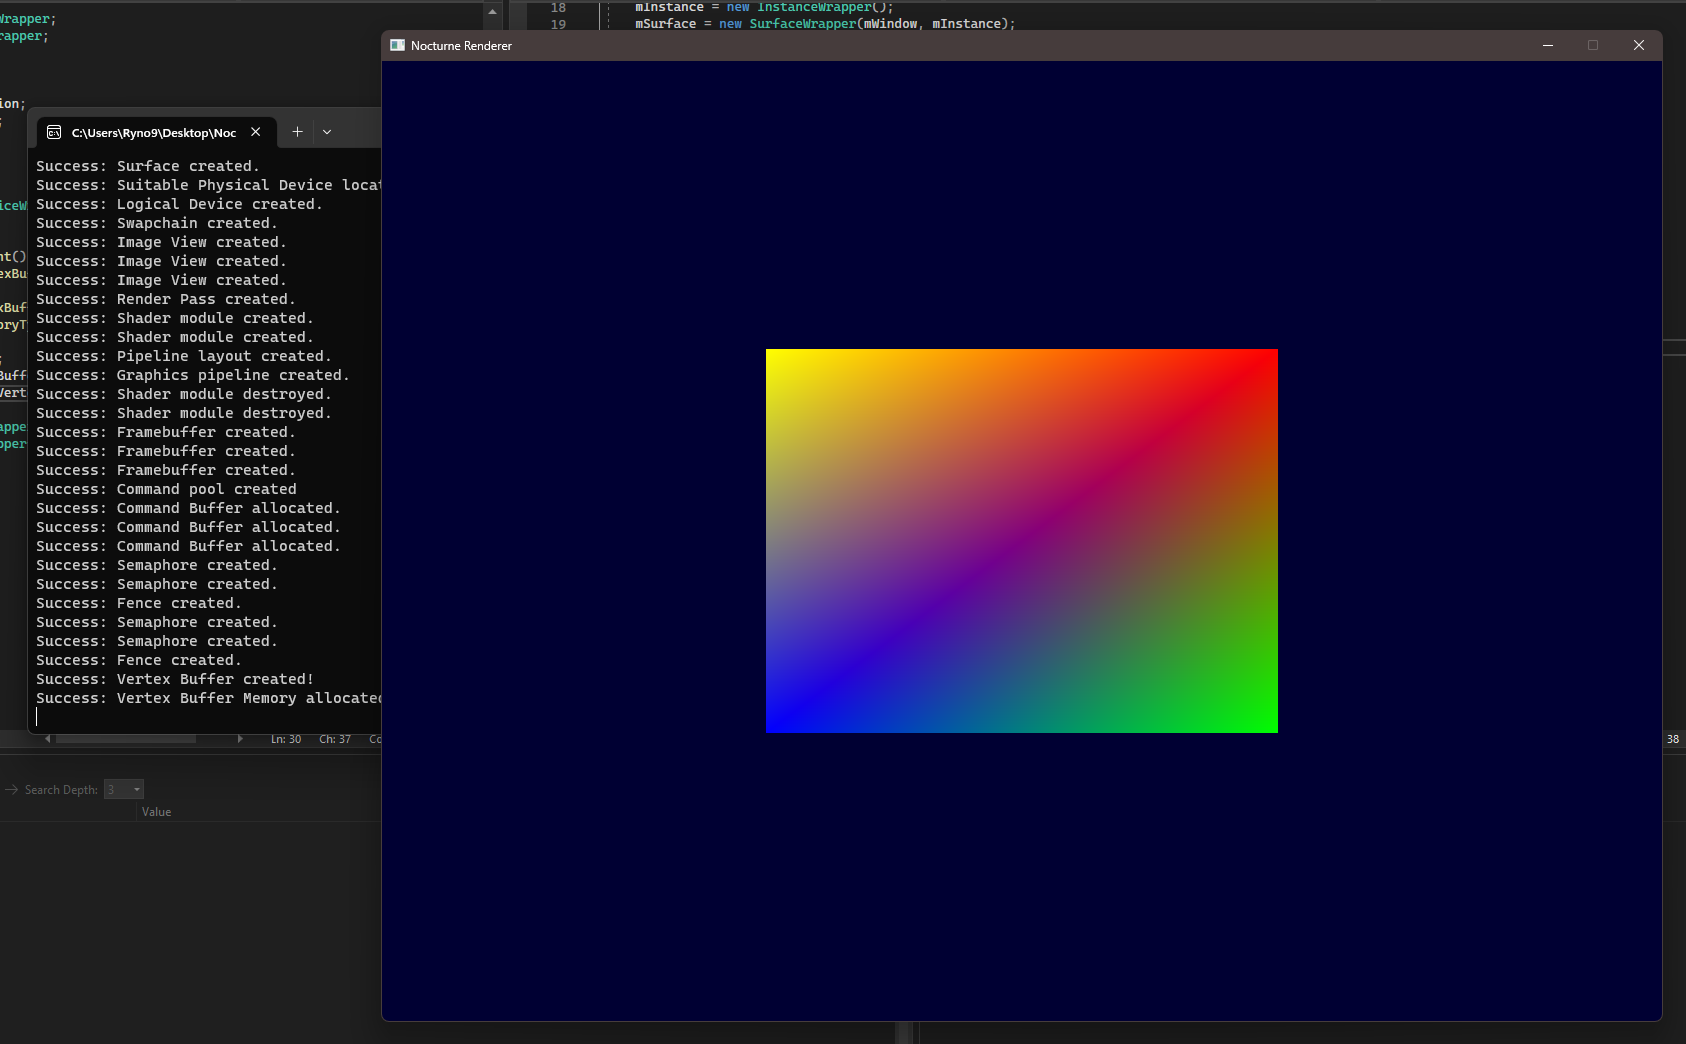 Wrapper;
rapper;
ion;
;
iceW
nt()
exBu
xBuf
oryT
;
Buff
Vert
appe
pper
18 mInstance = new InstanceWrapper();
19 mSurface = new SurfaceWrapper(mWindow, mInstance);
Nocturne Renderer
C:\Users\Ryno9\Desktop\Noc
Success: Surface created.
Success: Suitable Physical Device locat
Success: Logical Device created.
Success: Swapchain created.
Success: Image View created.
Success: Image View created.
Success: Image View created.
Success: Render Pass created.
Success: Shader module created.
Success: Shader module created.
Success: Pipeline layout created.
Success: Graphics pipeline created.
Success: Shader module destroyed.
Success: Shader module destroyed.
Success: Framebuffer created.
Success: Framebuffer created.
Success: Framebuffer created.
Success: Command pool created
Success: Command Buffer allocated.
Success: Command Buffer allocated.
Success: Command Buffer allocated.
Success: Semaphore created.
Success: Semaphore created.
Success: Fence created.
Success: Semaphore created.
Success: Semaphore created.
Success: Fence created.
Success: Vertex Buffer created!
Success: Vertex Buffer Memory allocated
Ln: 30 Ch: 37 Co
38
Search Depth: 3
Value